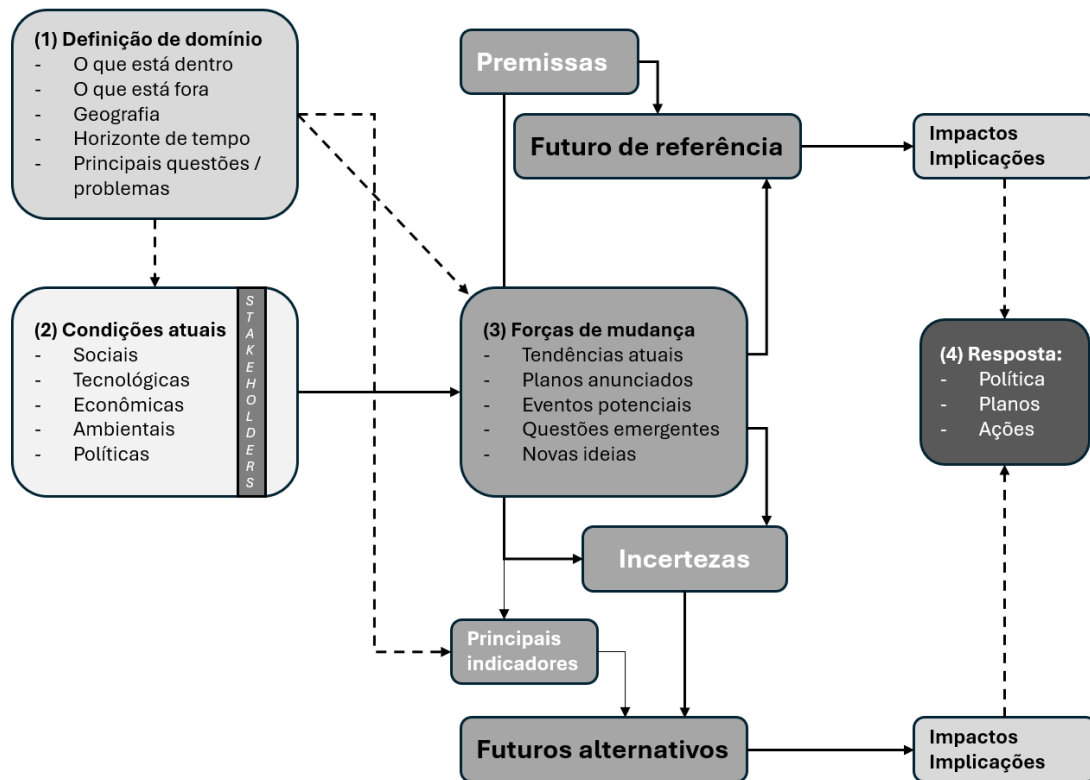 (1) Definição de domínio
- O que está dentro
- O que está fora
- Geografia
- Horizonte de tempo
- Principais questões /
problemas
Premissas
Futuro de referência
Impactos
Implicações
(2) Condições atuais
- Sociais
- Tecnológicas
- Econômicas
- Ambientais
- Políticas
STAKEHOLDERS
(3) Forças de mudança
- Tendências atuais
- Planos anunciados
- Eventos potenciais
- Questões emergentes
- Novas ideias
(4) Resposta:
- Política
- Planos
- Ações
Incertezas
Principais
indicadores
Futuros alternativos
Impactos
Implicações